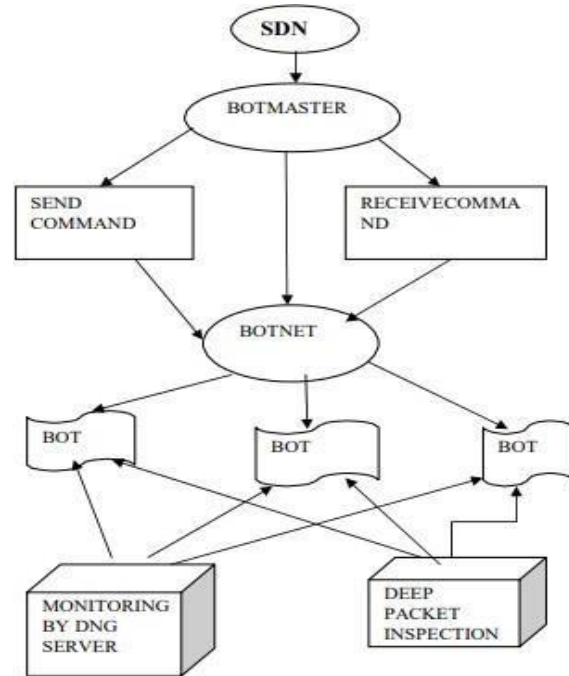 SDN
BOTMASTER
SEND
COMMAND
RECEIVECOMMA
ND
BOTNET
BOT
BOT
BOT
MONITORING
BY DNG
SERVER
DEEP
PACKET
INSPECTION